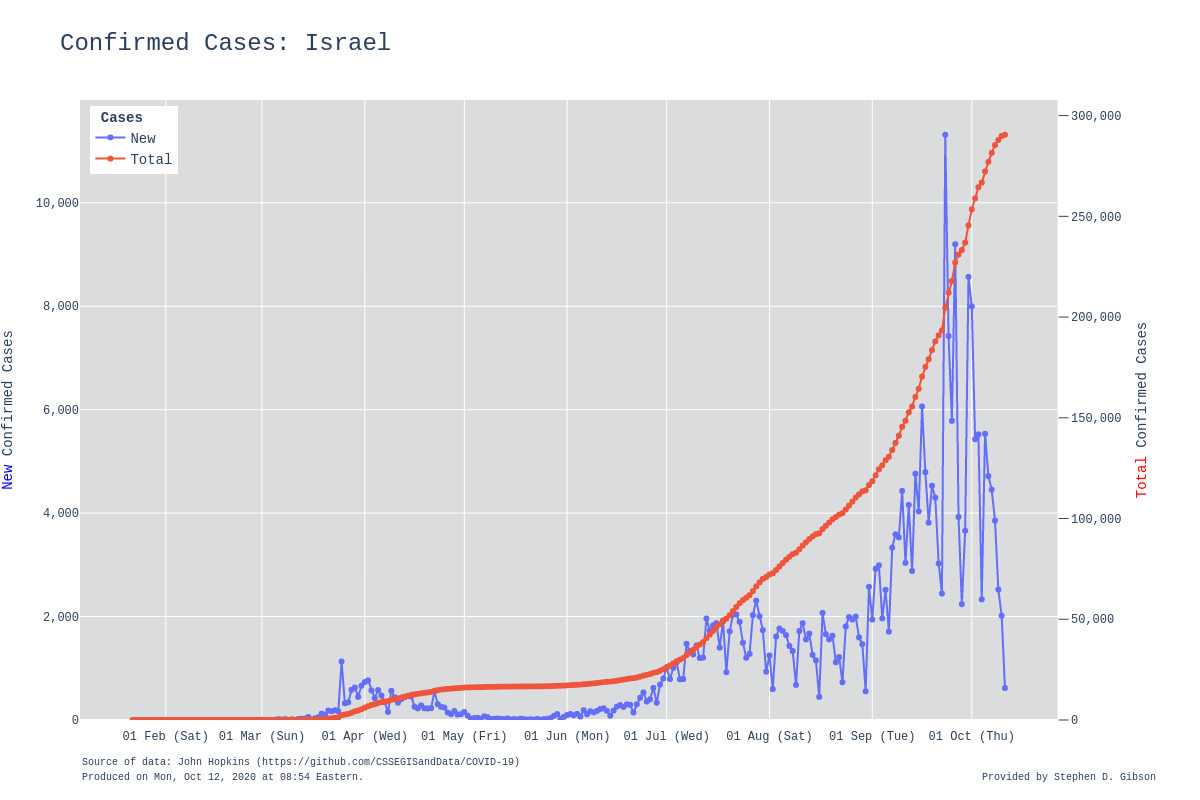 Confirmed Cases: Israel
Cases
New
Total
10,000
8,000
6,000
4,000
2,000
0
New Confirmed Cases
300,000
250,000
200,000
150,000
100,000
50,000
0
Total Confirmed Cases
01 Feb (Sat) 01 Mar (Sun) 01 Apr (Wed) 01 May (Fri) 01 Jun (Mon) 01 Jul (Wed) 01 Aug (Sat) 01 Sep (Tue) 01 Oct (Thu)
Source of data: John Hopkins (https://github.com/CSSEGISandData/COVID-19)
Produced on Mon, Oct 12, 2020 at 08:54 Eastern.
Provided by Stephen D. Gibson